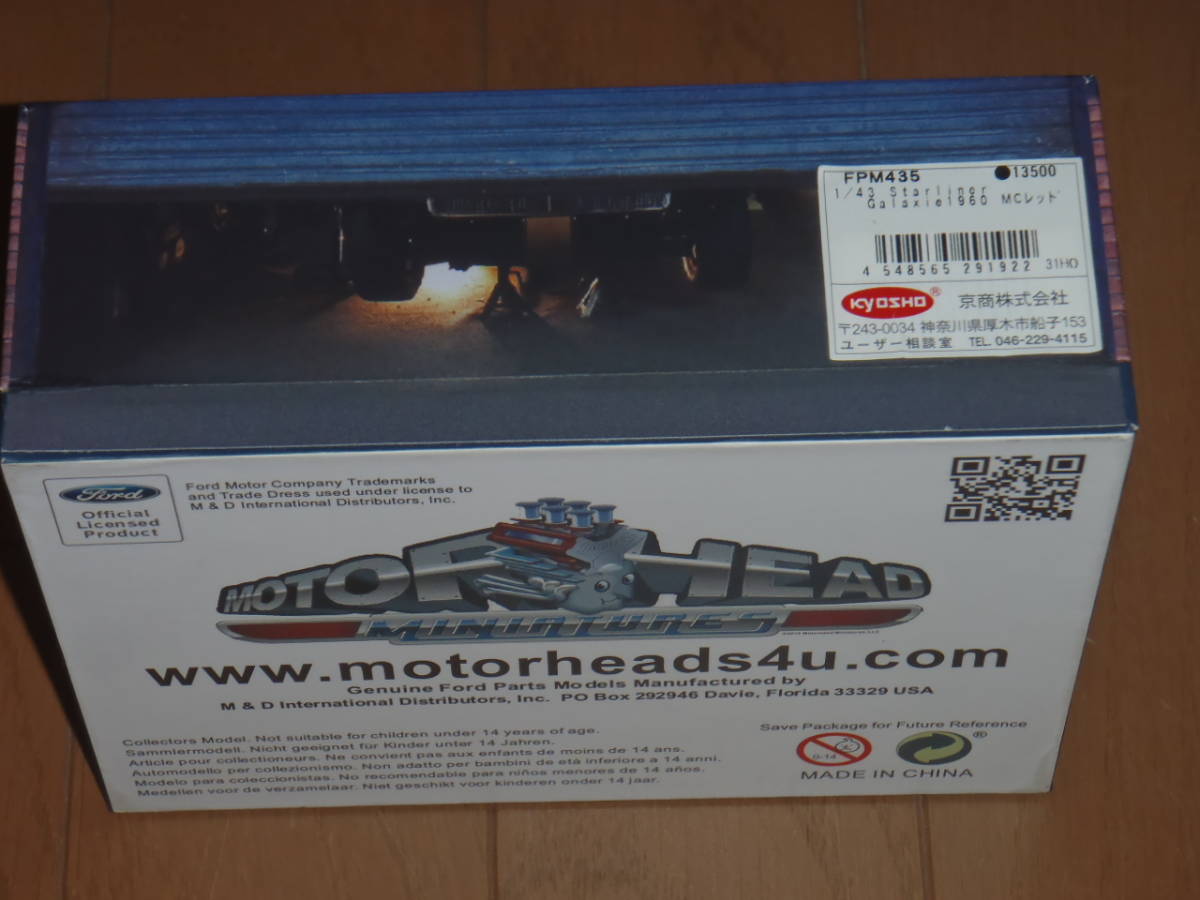 FPM435 ●13500
1/43 Starliner
Galaxie1960 MCレッド
4 548565 291922 31HO
KYOSHO® 京商株式会社
〒243-0034 神奈川県厚木市船子153
ユーザー相談室 TEL. 046-229-4115
Ford
Official
Licensed
Product
Ford Motor Company Trademarks
and Trade Dress used under license to
M & D International Distributors, Inc.
MOTOR HEAD
MINIATURES
www.motorheads4u.com
Genuine Ford Parts Models Manufactured by
M & D International Distributors, Inc. PO Box 292946 Davie, Florida 33329 USA
Collectors Model. Not suitable for children under 14 years of age.
Sammlermodell. Nicht geeignet für Kinder unter 14 Jahren.
Article pour collectioneurs. Ne convient pas aux enfants de moins de 14 ans.
Automodello per collezionismo. Non adatto per bambini de età inferiore a 14 anni.
Modelo para coleccionistas. No recomendable para niños menores de 14 años.
Medellen voor de verzamelaar. Niet geschikt voor kinderen onder 14 jaar.
Save Package for Future Reference
0-14
®
MADE IN CHINA